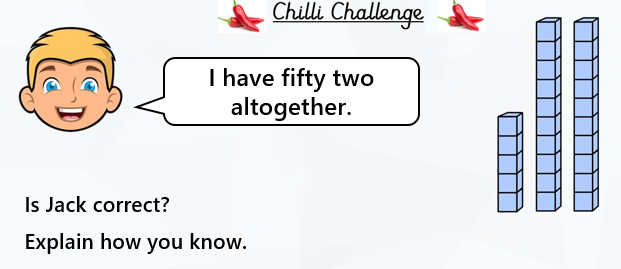 Chilli Challenge
I have fifty two
altogether.
Is Jack correct?
Explain how you know.